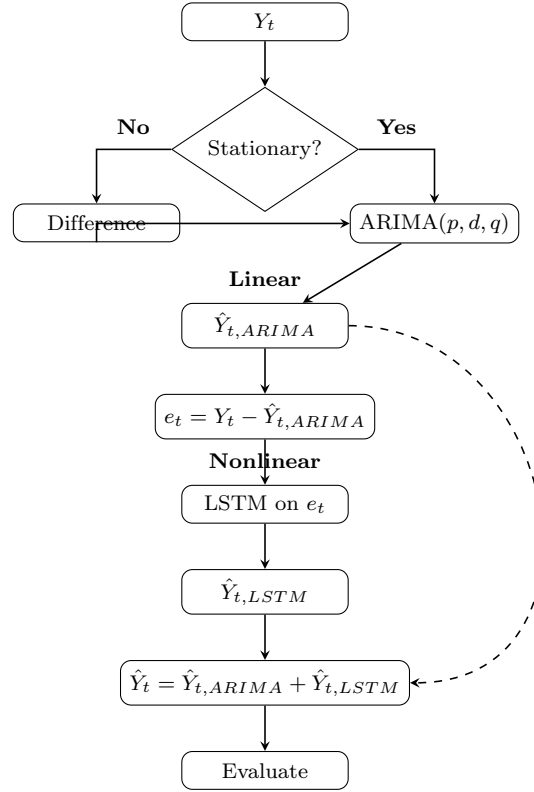 Y_t
No
Yes
Stationary?
Difference
ARIMA(p, d, q)
Linear
Ŷ_{t,ARIMA}
e_t = Y_t − Ŷ_{t,ARIMA}
Nonlinear
LSTM on e_t
Ŷ_{t,LSTM}
Ŷ_t = Ŷ_{t,ARIMA} + Ŷ_{t,LSTM}
Evaluate